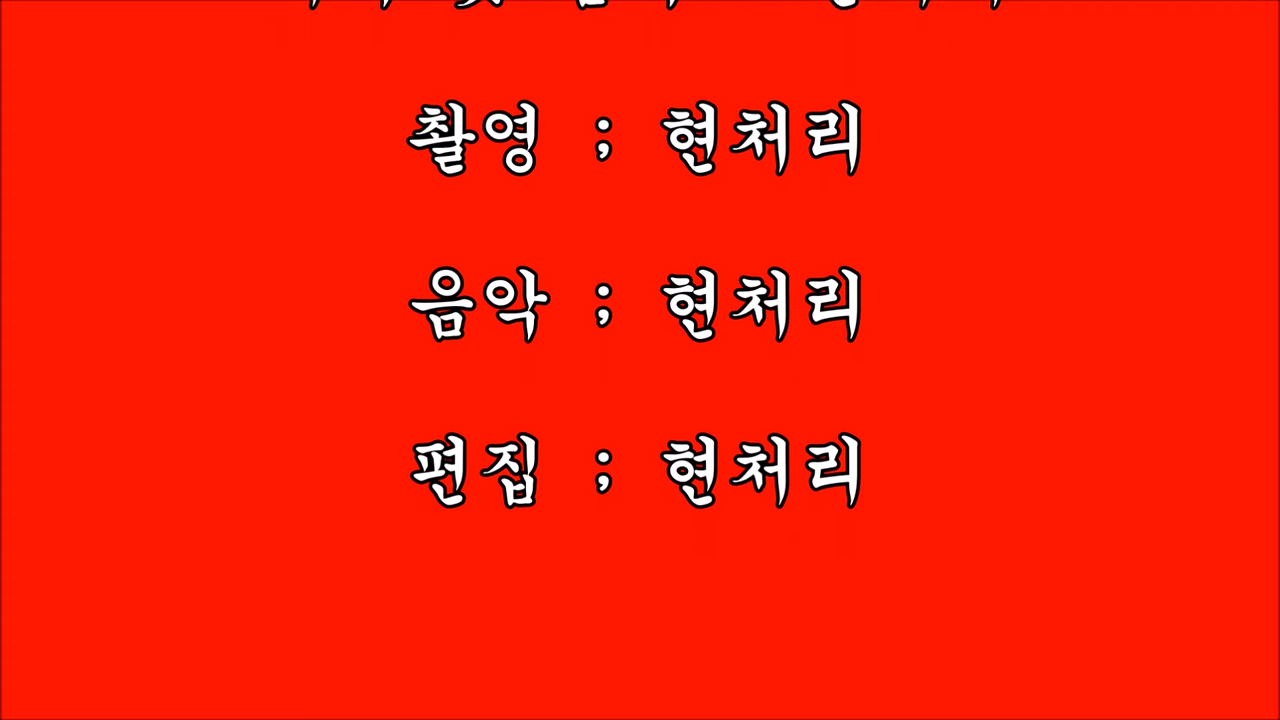 촬영 ; 현처리
음악 ; 현처리
편집 ; 현처리